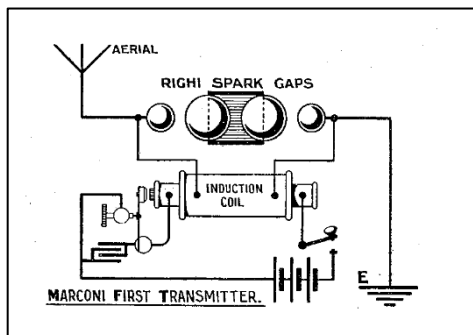 AERIAL
RIGHI SPARK GAPS
INDUCTION
COIL
E
MARCONI FIRST TRANSMITTER.